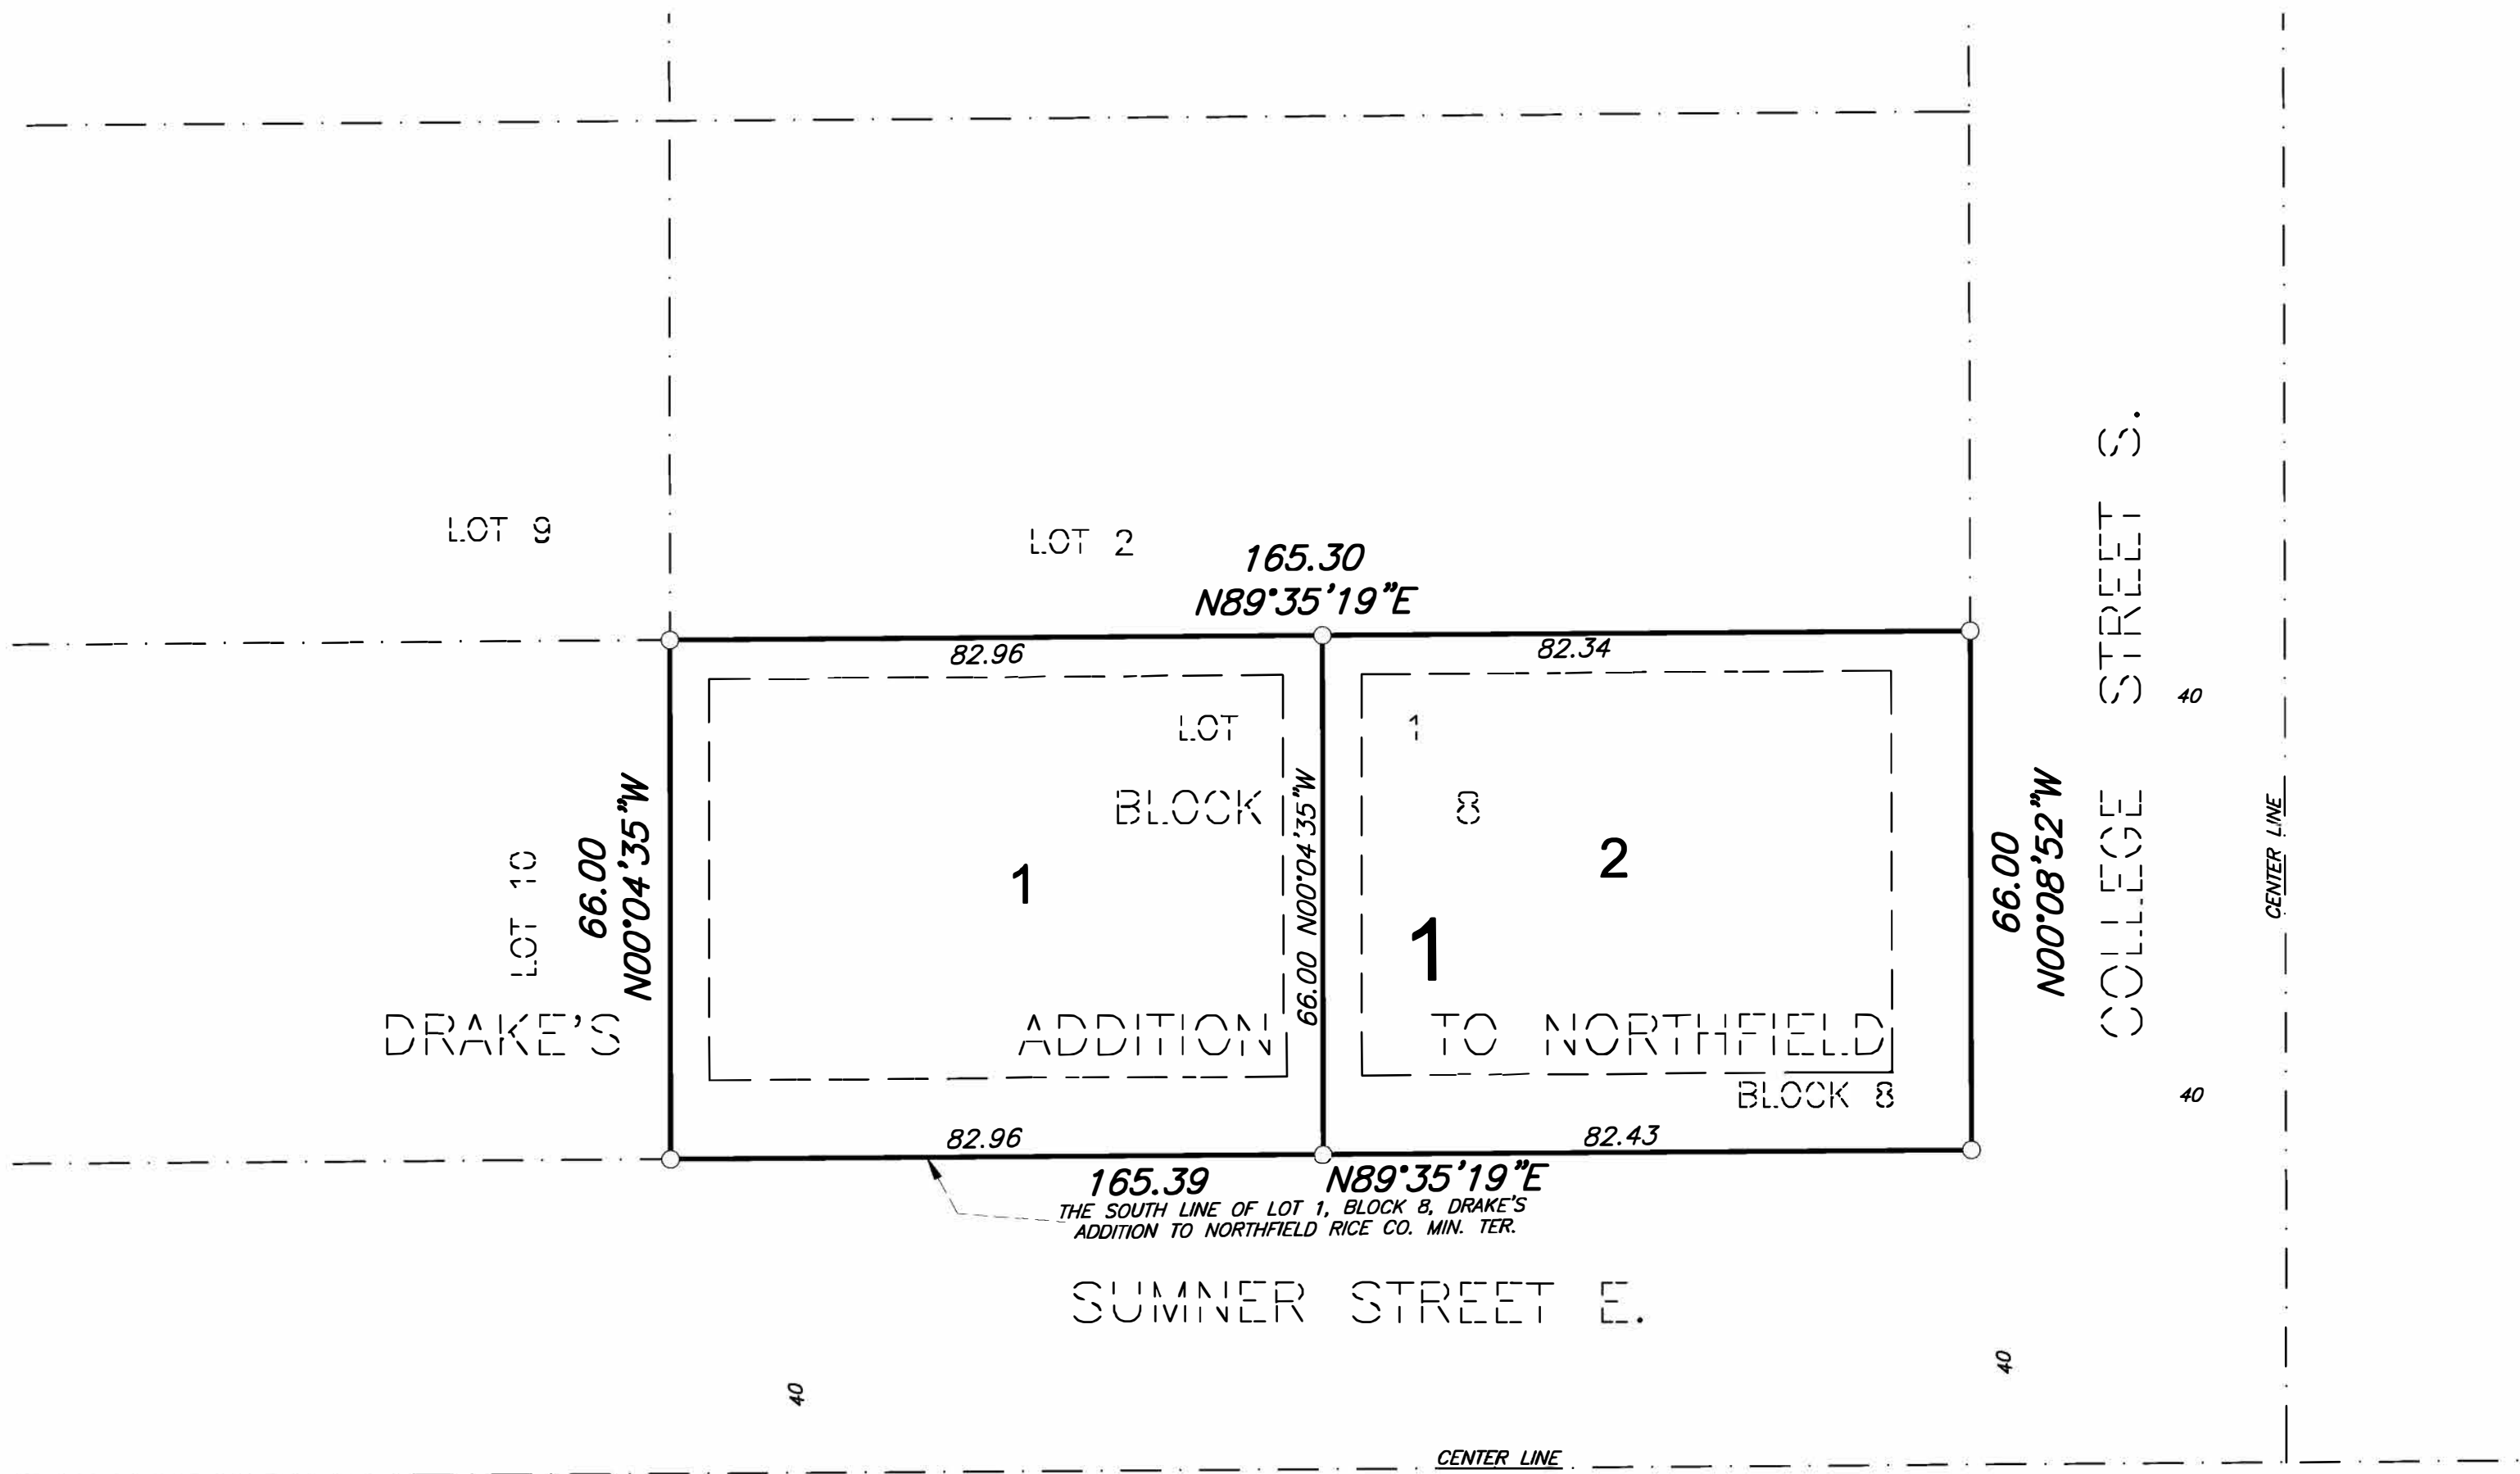 LOT 9
LOT 2
165.30
N89°35'19"E
82.96
82.34
LOT 1
BLOCK 8
1
2
1
66.00 N00°04'35"W
66.00
N00°04'35"W
LOT 10
66.00
N00°08'52"W
COLLEGE STREET S.
40
40
CENTER LINE
DRAKE'S ADDITION TO NORTHFIELD
BLOCK 8
82.96
82.43
165.39 N89°35'19"E
THE SOUTH LINE OF LOT 1, BLOCK 8, DRAKE'S
ADDITION TO NORTHFIELD RICE CO. MIN. TER.
SUMNER STREET E.
40
40
CENTER LINE